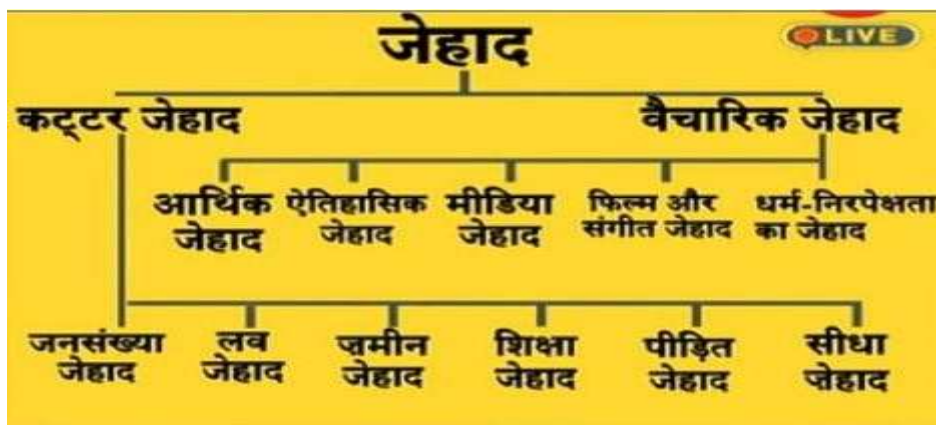 जेहाद
LIVE
कट्टर जेहाद
वैचारिक जेहाद
आर्थिक
जेहाद
ऐतिहासिक
जेहाद
मीडिया
जेहाद
फिल्म और
संगीत जेहाद
धर्म-निरपेक्षता
का जेहाद
जनसंख्या
जेहाद
लव
जेहाद
ज़मीन
जेहाद
शिक्षा
जेहाद
पीड़ित
जेहाद
सीधा
ज़ेहाद